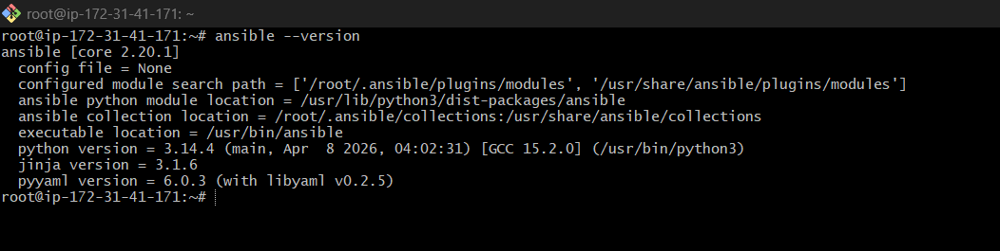 root@ip-172-31-41-171: ~
root@ip-172-31-41-171:~# ansible --version
ansible [core 2.20.1]
  config file = None
  configured module search path = ['/root/.ansible/plugins/modules', '/usr/share/ansible/plugins/modules']
  ansible python module location = /usr/lib/python3/dist-packages/ansible
  ansible collection location = /root/.ansible/collections:/usr/share/ansible/collections
  executable location = /usr/bin/ansible
  python version = 3.14.4 (main, Apr  8 2026, 04:02:31) [GCC 15.2.0] (/usr/bin/python3)
  jinja version = 3.1.6
  pyyaml version = 6.0.3 (with libyaml v0.2.5)
root@ip-172-31-41-171:~#